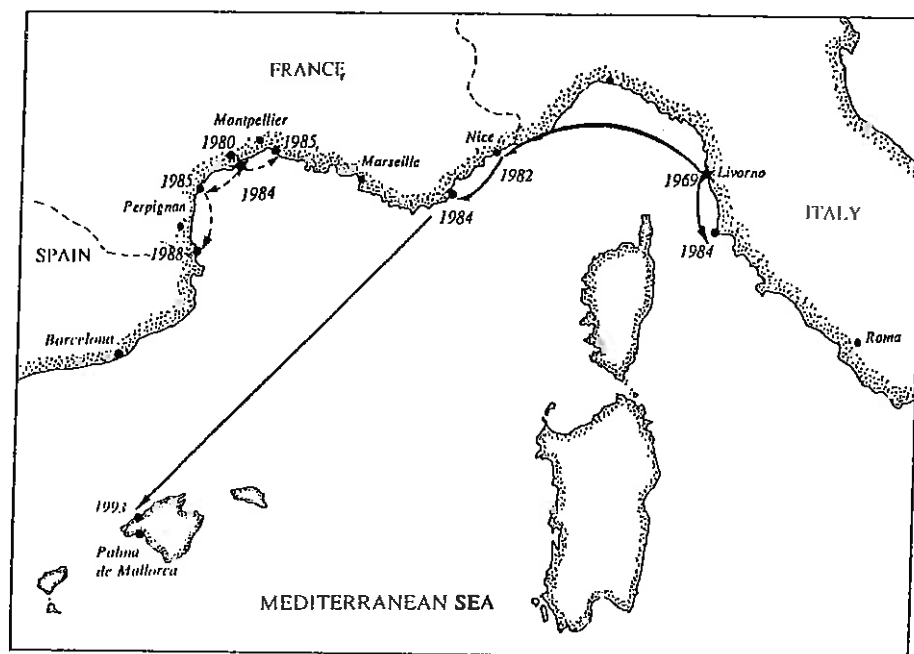 FRANCE
Montpellier
1980
1985
Nice
1985
1984
Marseille
1982
1969
Livorno
Perpignan
1984
ITALY
SPAIN
1988
1984
Barcelona
Roma
1993
Palma
de Mallorca
MEDITERRANEAN SEA